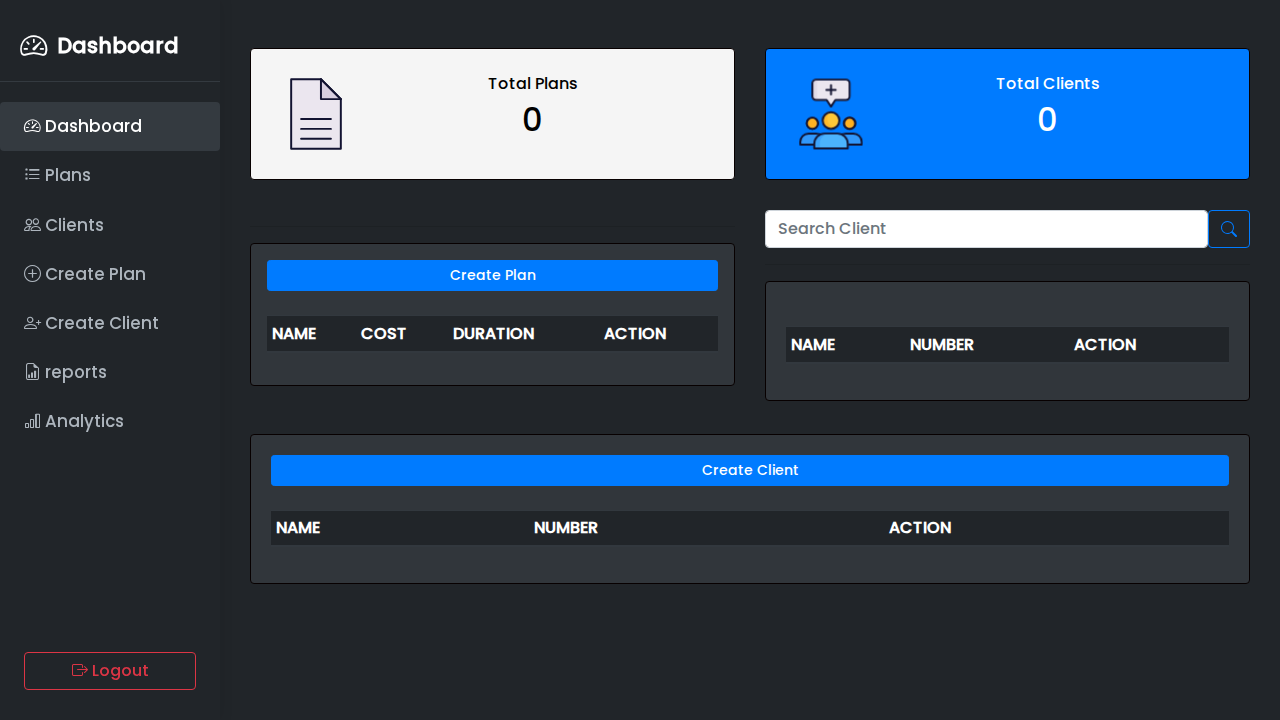 Dashboard
Dashboard
Plans
Clients
Create Plan
Create Client
reports
Analytics
Logout
Total Plans
0
Total Clients
0
Search Client
Create Plan
NAME COST DURATION ACTION
NAME NUMBER ACTION
Create Client
NAME NUMBER ACTION